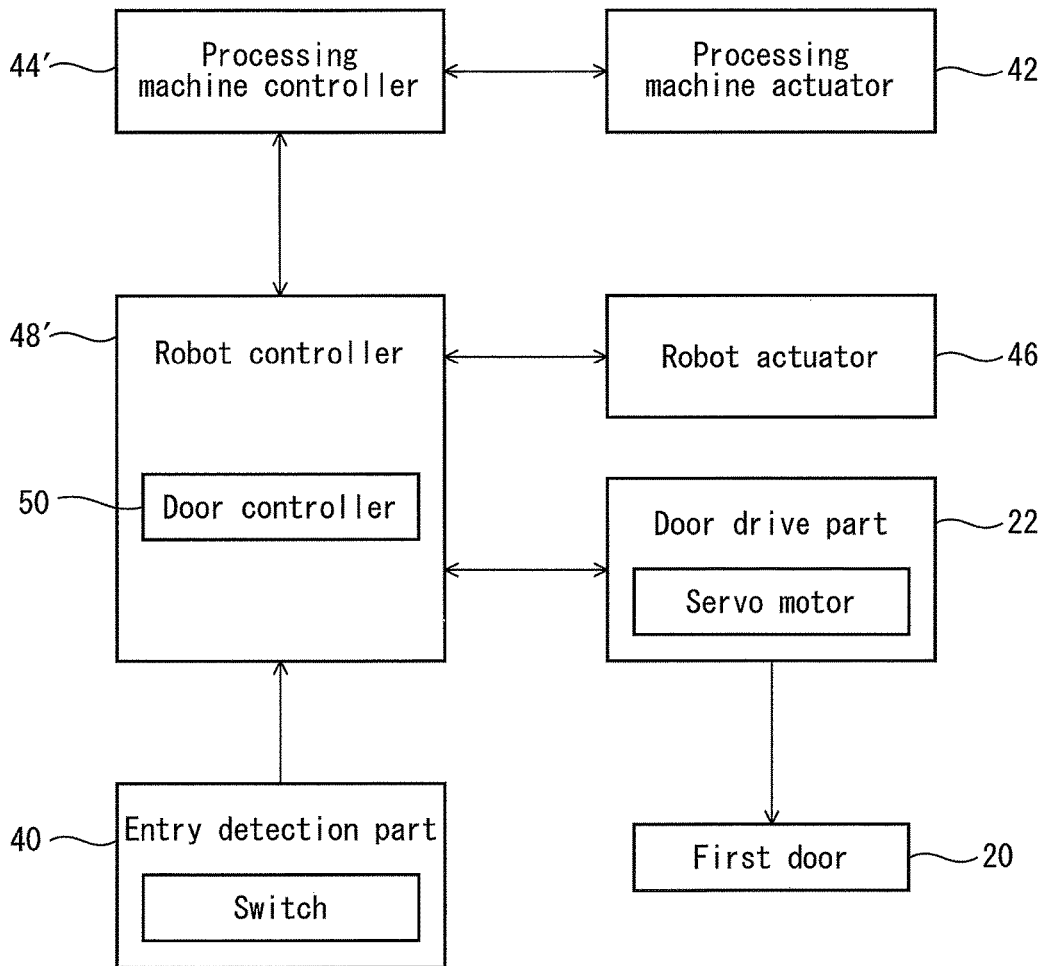 44′
Processing
machine controller
Processing
machine actuator
42
48′
Robot controller
Robot actuator
46
50
Door controller
Door drive part
22
Servo motor
40
Entry detection part
Switch
First door
20